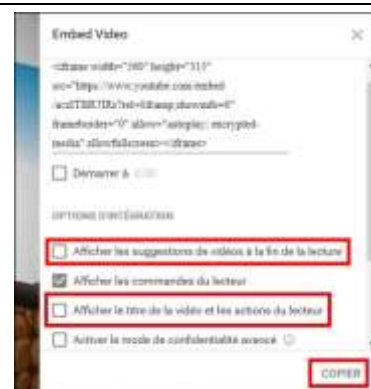 Embed Video
<iframe width="560" height="315"
src="https://www.youtube.com/embed
frameborder="0" allow="autoplay; encrypted-
media" allowfullscreen></iframe>
Démarrer à
OPTIONS D'INTÉGRATION
Afficher les suggestions de vidéos à la fin de la lecture
Afficher les commandes du lecteur
Afficher le titre de la vidéo et les actions du lecteur
Activer le mode de confidentialité avancé
COPIER